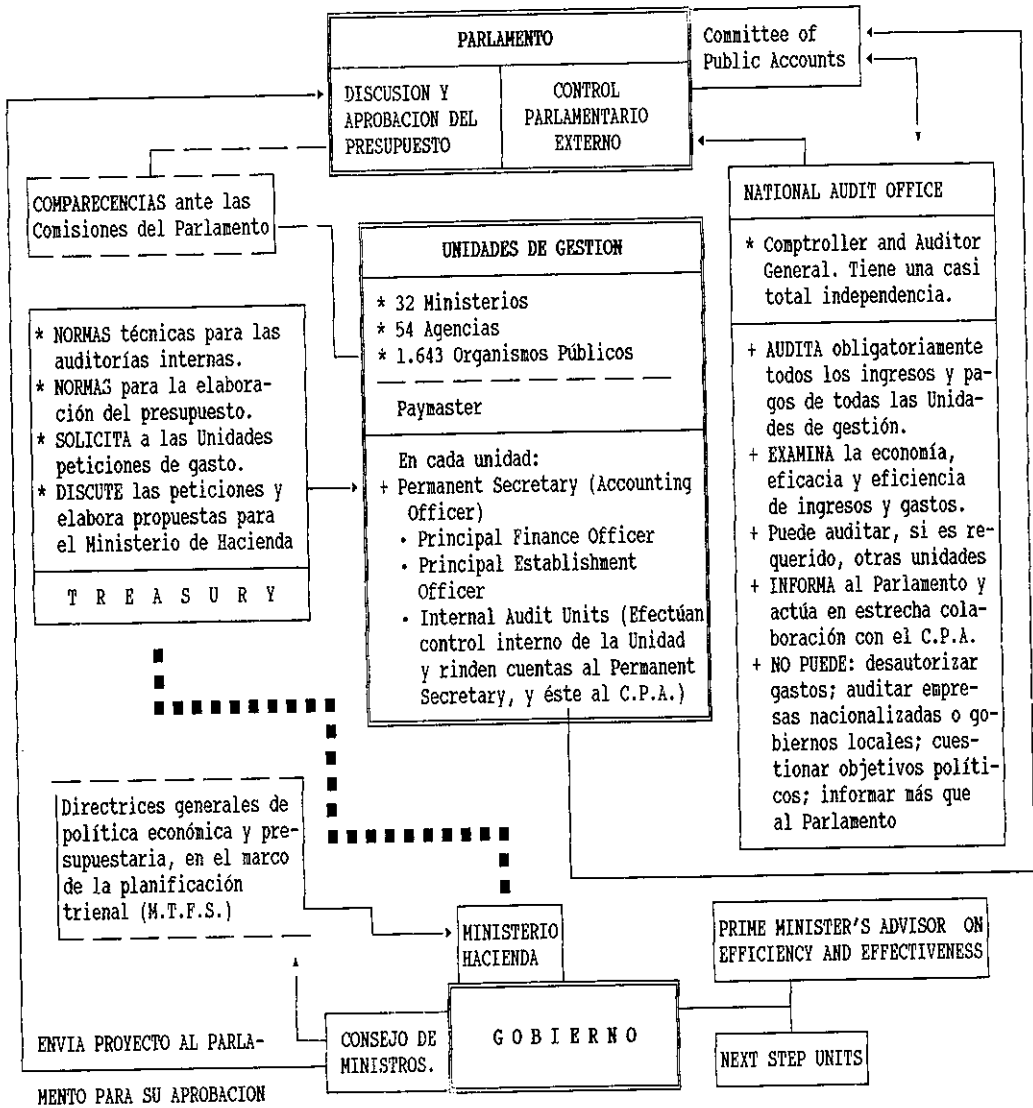 PARLAMENTO
DISCUSION Y
APROBACION DEL
PRESUPUESTO
CONTROL
PARLAMENTARIO
EXTERNO
Committee of
Public Accounts
COMPARECENCIAS ante las
Comisiones del Parlamento
UNIDADES DE GESTION
* 32 Ministerios
* 54 Agencias
* 1.643 Organismos Públicos
Paymaster
En cada unidad:
+ Permanent Secretary (Accounting
Officer)
· Principal Finance Officer
· Principal Establishment
Officer
· Internal Audit Units (Efectúan
control interno de la Unidad
y rinden cuentas al Permanent
Secretary, y éste al C.P.A.)
NATIONAL AUDIT OFFICE
* Comptroller and Auditor
General. Tiene una casi
total independencia.
+ AUDITA obligatoriamente
todos los ingresos y pa-
gos de todas las Unida-
des de gestión.
+ EXAMINA la economía,
eficacia y eficiencia
de ingresos y gastos.
+ Puede auditar, si es re-
querido, otras unidades
+ INFORMA al Parlamento y
actúa en estrecha cola-
boración con el C.P.A.
+ NO PUEDE: desautorizar
gastos; auditar empre-
sas nacionalizadas o go-
biernos locales; cues-
tionar objetivos políti-
cos; informar más que
al Parlamento
* NORMAS técnicas para las
auditorías internas.
* NORMAS para la elabora-
ción del presupuesto.
* SOLICITA a las Unidades
peticiones de gasto.
* DISCUTE las peticiones y
elabora propuestas para
el Ministerio de Hacienda
T R E A S U R Y
Directrices generales de
política económica y pre-
supuestaria, en el marco
de la planificación
trienal (M.T.F.S.)
MINISTERIO
HACIENDA
PRIME MINISTER'S ADVISOR ON
EFFICIENCY AND EFFECTIVENESS
CONSEJO DE
MINISTROS.
G O B I E R N O
NEXT STEP UNITS
ENVIA PROYECTO AL PARLA-
MENTO PARA SU APROBACION